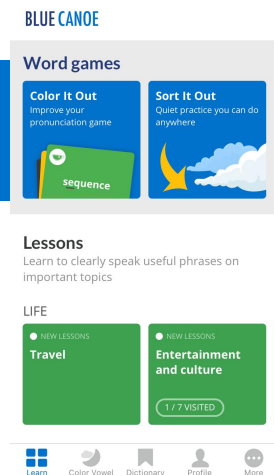 BLUE CANOE
Word games
Color It Out
Improve your
pronunciation game
sequence
Sort It Out
Quiet practice you can do
anywhere
Lessons
Learn to clearly speak useful phrases on
important topics
LIFE
NEW LESSONS
Travel
NEW LESSONS
Entertainment
and culture
1 / 7 VISITED
Learn
Color Vowel
Dictionary
Profile
More